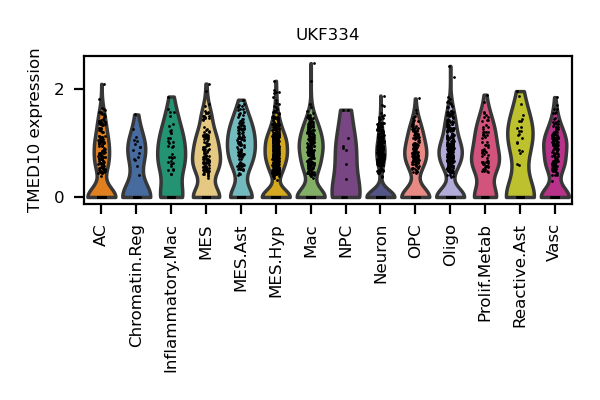 UKF334
TMED10 expression
2
0
AC
Chromatin.Reg
Inflammatory.Mac
MES
MES.Ast
MES.Hyp
Mac
NPC
Neuron
OPC
Oligo
Prolif.Metab
Reactive.Ast
Vasc